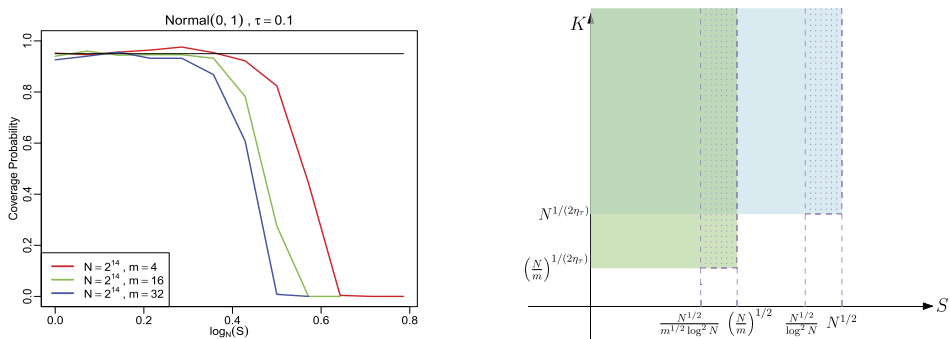 Normal(0, 1) , τ = 0.1
Coverage Probability
1.0
0.8
0.6
0.4
0.2
0.0
N = 2^14 , m = 4
N = 2^14 , m = 16
N = 2^14 , m = 32
0.0 0.2 0.4 0.6 0.8
log_N(S)
K
N^{1/(2η_τ)}
(N/m)^{1/(2η_τ)}
S
N^{1/2}/(m^{1/2} log^2 N) (N/m)^{1/2} N^{1/2}/(log^2 N) N^{1/2}